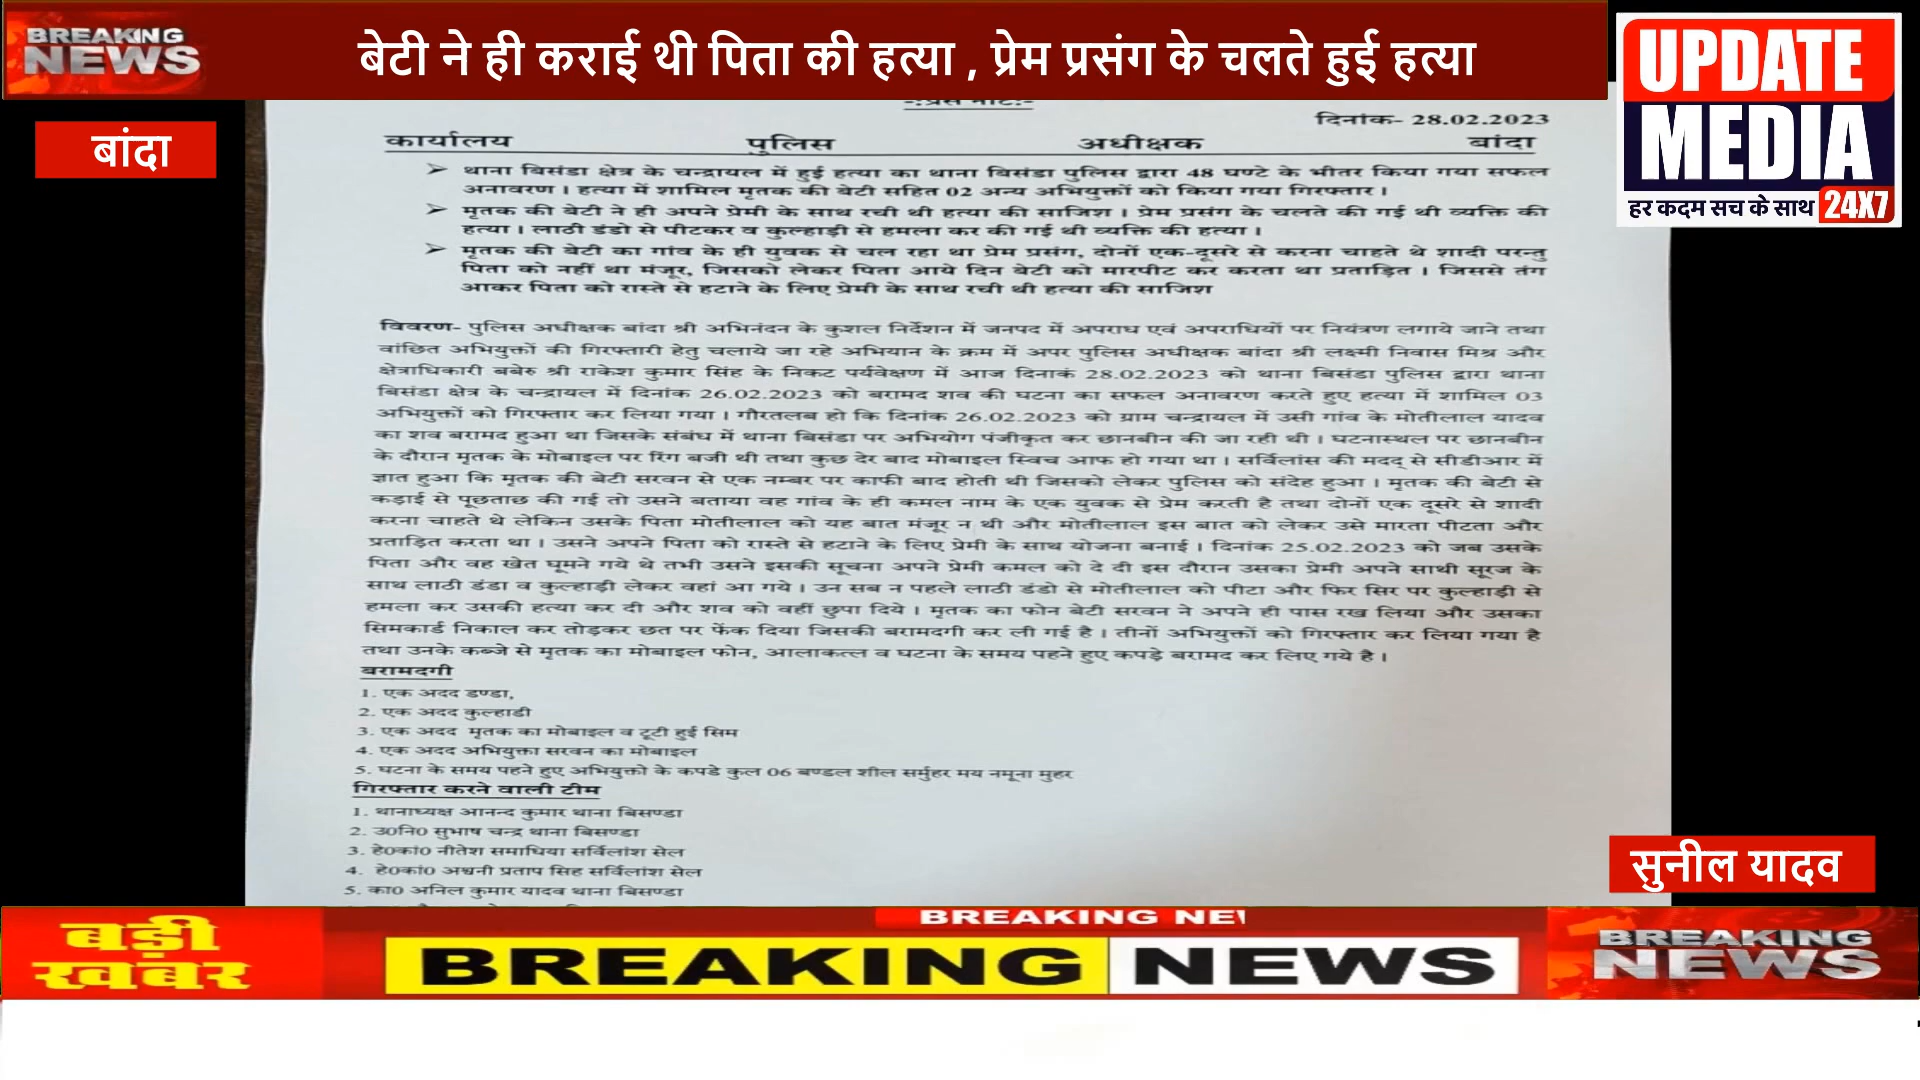 BREAKING
NEWS
बेटी ने ही कराई थी पिता की हत्या , प्रेम प्रसंग के चलते हुई हत्या
UPDATE
MEDIA
हर कदम सच के साथ 24X7
बांदा
-:प्रेस नोट:-
दिनांक- 28.02.2023
कार्यालय पुलिस अधीक्षक बांदा
➢ थाना बिसंडा क्षेत्र के चन्द्रायल में हुई हत्या का थाना बिसंडा पुलिस द्वारा 48 घण्टे के भीतर किया गया सफल
अनावरण । हत्या में शामिल मृतक की बेटी सहित 02 अन्य अभियुक्तों को किया गया गिरफ्तार ।
➢ मृतक की बेटी ने ही अपने प्रेमी के साथ रची थी हत्या की साजिश । प्रेम प्रसंग के चलते की गई थी व्यक्ति की
हत्या । लाठी डंडो से पीटकर व कुल्हाड़ी से हमला कर की गई थी व्यक्ति की हत्या ।
➢ मृतक की बेटी का गांव के ही युवक से चल रहा था प्रेम प्रसंग, दोनों एक-दूसरे से करना चाहते थे शादी परन्तु
पिता को नहीं था मंजूर, जिसको लेकर पिता आये दिन बेटी को मारपीट कर करता था प्रताड़ित । जिससे तंग
आकर पिता को रास्ते से हटाने के लिए प्रेमी के साथ रची थी हत्या की साजिश
विवरण- पुलिस अधीक्षक बांदा श्री अभिनंदन के कुशल निर्देशन में जनपद में अपराध एवं अपराधियों पर नियंत्रण लगाये जाने तथा
वांछित अभियुक्तों की गिरफ्तारी हेतु चलाये जा रहे अभियान के क्रम में अपर पुलिस अधीक्षक बांदा श्री लक्ष्मी निवास मिश्र और
क्षेत्राधिकारी बबेरु श्री राकेश कुमार सिंह के निकट पर्यवेक्षण में आज दिनाकं 28.02.2023 को थाना बिसंडा पुलिस द्वारा थाना
बिसंडा क्षेत्र के चन्द्रायल में दिनांक 26.02.2023 को बरामद शव की घटना का सफल अनावरण करते हुए हत्या में शामिल 03
अभियुक्तों को गिरफ्तार कर लिया गया । गौरतलब हो कि दिनांक 26.02.2023 को ग्राम चन्द्रायल में उसी गांव के मोतीलाल यादव
का शव बरामद हुआ था जिसके संबंध में थाना बिसंडा पर अभियोग पंजीकृत कर छानबीन की जा रही थी । घटनास्थल पर छानबीन
के दौरान मृतक के मोबाइल पर रिंग बजी थी तथा कुछ देर बाद मोबाइल स्विच आफ हो गया था । सर्विलांस की मदद् से सीडीआर में
ज्ञात हुआ कि मृतक की बेटी सरवन से एक नम्बर पर काफी बाद होती थी जिसको लेकर पुलिस को संदेह हुआ । मृतक की बेटी से
कड़ाई से पूछताछ की गई तो उसने बताया वह गांव के ही कमल नाम के एक युवक से प्रेम करती है तथा दोनों एक दूसरे से शादी
करना चाहते थे लेकिन उसके पिता मोतीलाल को यह बात मंजूर न थी और मोतीलाल इस बात को लेकर उसे मारता पीटता और
प्रताड़ित करता था । उसने अपने पिता को रास्ते से हटाने के लिए प्रेमी के साथ योजना बनाई । दिनांक 25.02.2023 को जब उसके
पिता और वह खेत घूमने गये थे तभी उसने इसकी सूचना अपने प्रेमी कमल को दे दी इस दौरान उसका प्रेमी अपने साथी सूरज के
साथ लाठी डंडा व कुल्हाड़ी लेकर वहां आ गये । उन सब न पहले लाठी डंडो से मोतीलाल को पीटा और फिर सिर पर कुल्हाड़ी से
हमला कर उसकी हत्या कर दी और शव को वहीं छुपा दिये । मृतक का फोन बेटी सरवन ने अपने ही पास रख लिया और उसका
सिमकार्ड निकाल कर तोड़कर छत पर फेंक दिया जिसकी बरामदगी कर ली गई है । तीनों अभियुक्तों को गिरफ्तार कर लिया गया है
तथा उनके कब्जे से मृतक का मोबाइल फोन, आलाकत्ल व घटना के समय पहने हुए कपड़े बरामद कर लिए गये है ।
बरामदगी
1. एक अदद डण्डा,
2. एक अदद कुल्हाडी
3. एक अदद मृतक का मोबाइल व टूटी हुई सिम
4. एक अदद अभियुक्ता सरवन का मोबाइल
5. घटना के समय पहने हुए अभियुक्तो के कपडे कुल 06 बण्डल शील सर्मुहर मय नमूना मुहर
गिरफ्तार करने वाली टीम
1. थानाध्यक्ष आनन्द कुमार थाना बिसण्डा
2. उ0नि0 सुभाष चन्द्र थाना बिसण्डा
3. हे0कां0 नीतेश समाधिया सर्विलांश सेल
4. हे0कां0 अश्वनी प्रताप सिह सर्विलांश सेल
5. का0 अनिल कुमार यादव थाना बिसण्डा
सुनील यादव
बड़ी
खबर
BREAKING NEW
BREAKING NEWS
BREAKING
NEWS